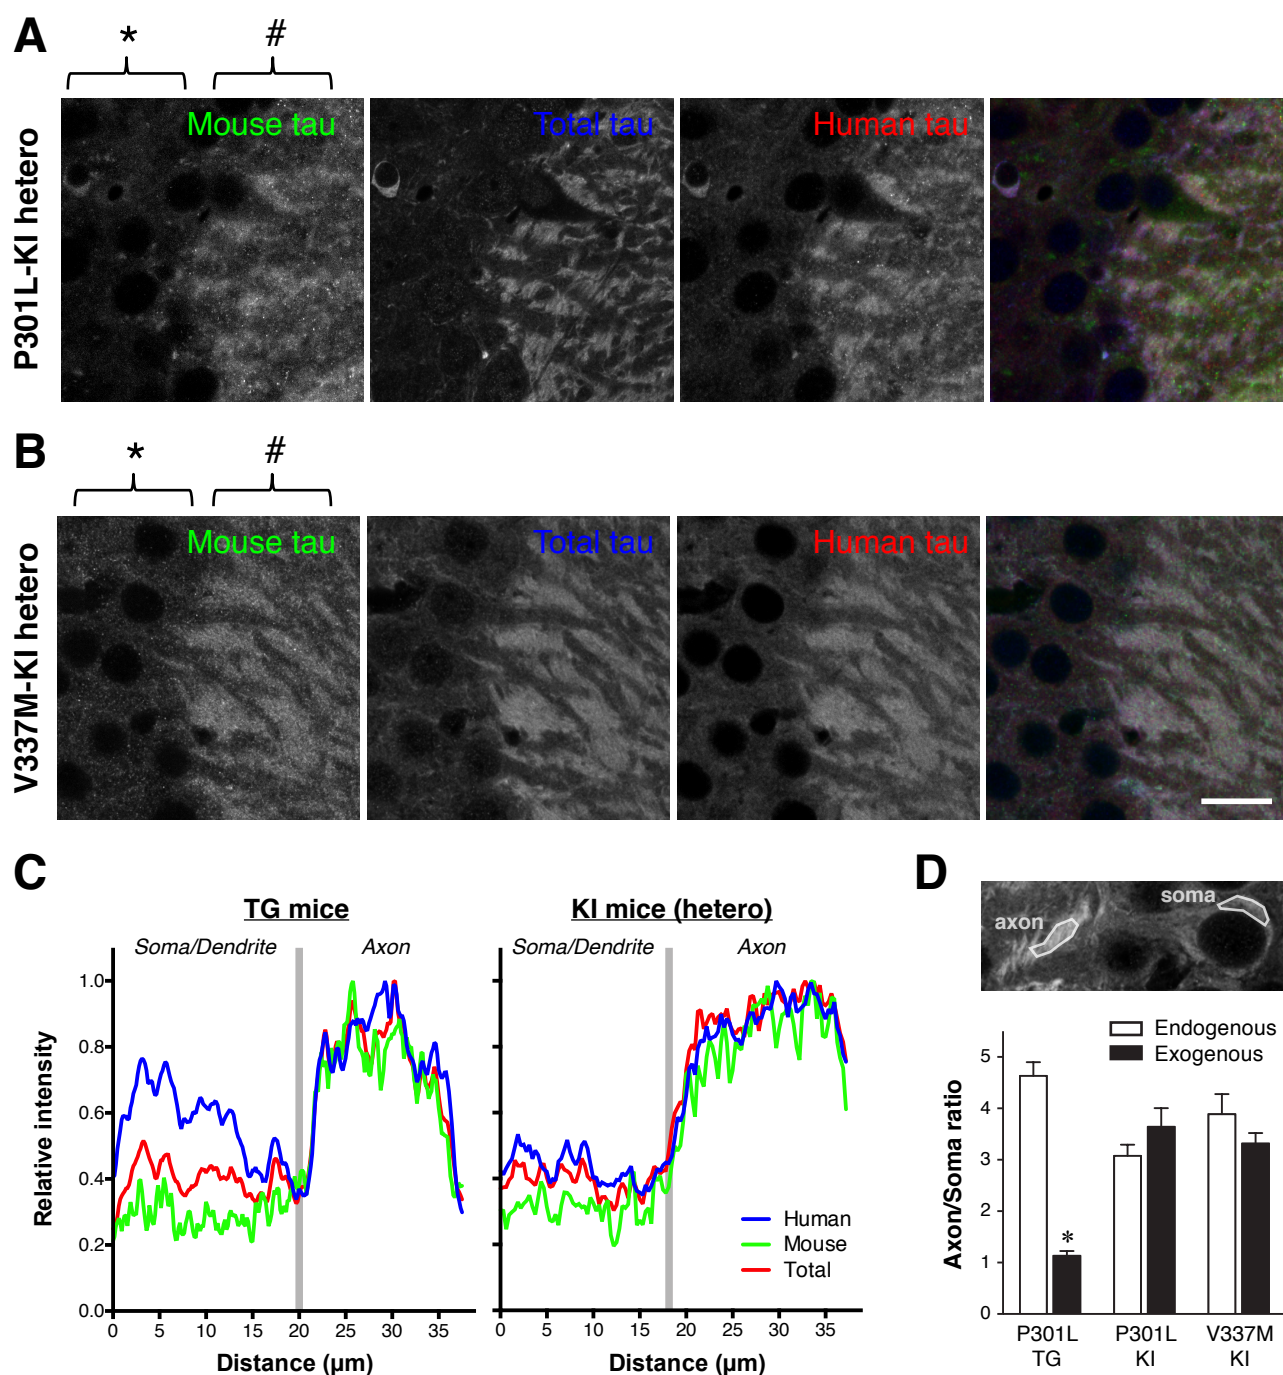 A
* #
P301L-KI hetero
Mouse tau
Total tau
Human tau
B
* #
V337M-KI hetero
Mouse tau
Total tau
Human tau
C
TG mice
KI mice (hetero)
Soma/Dendrite
Axon
Soma/Dendrite
Axon
Relative intensity
1.0
0.8
0.6
0.4
0.2
0.0
0 5 10 15 20 25 30 35
0 5 10 15 20 25 30 35
Distance (µm)
Distance (µm)
Human
Mouse
Total
D
axon
soma
Endogenous
Exogenous
Axon/Soma ratio
5
4
3
2
1
0
*
P301L TG
P301L KI
V337M KI